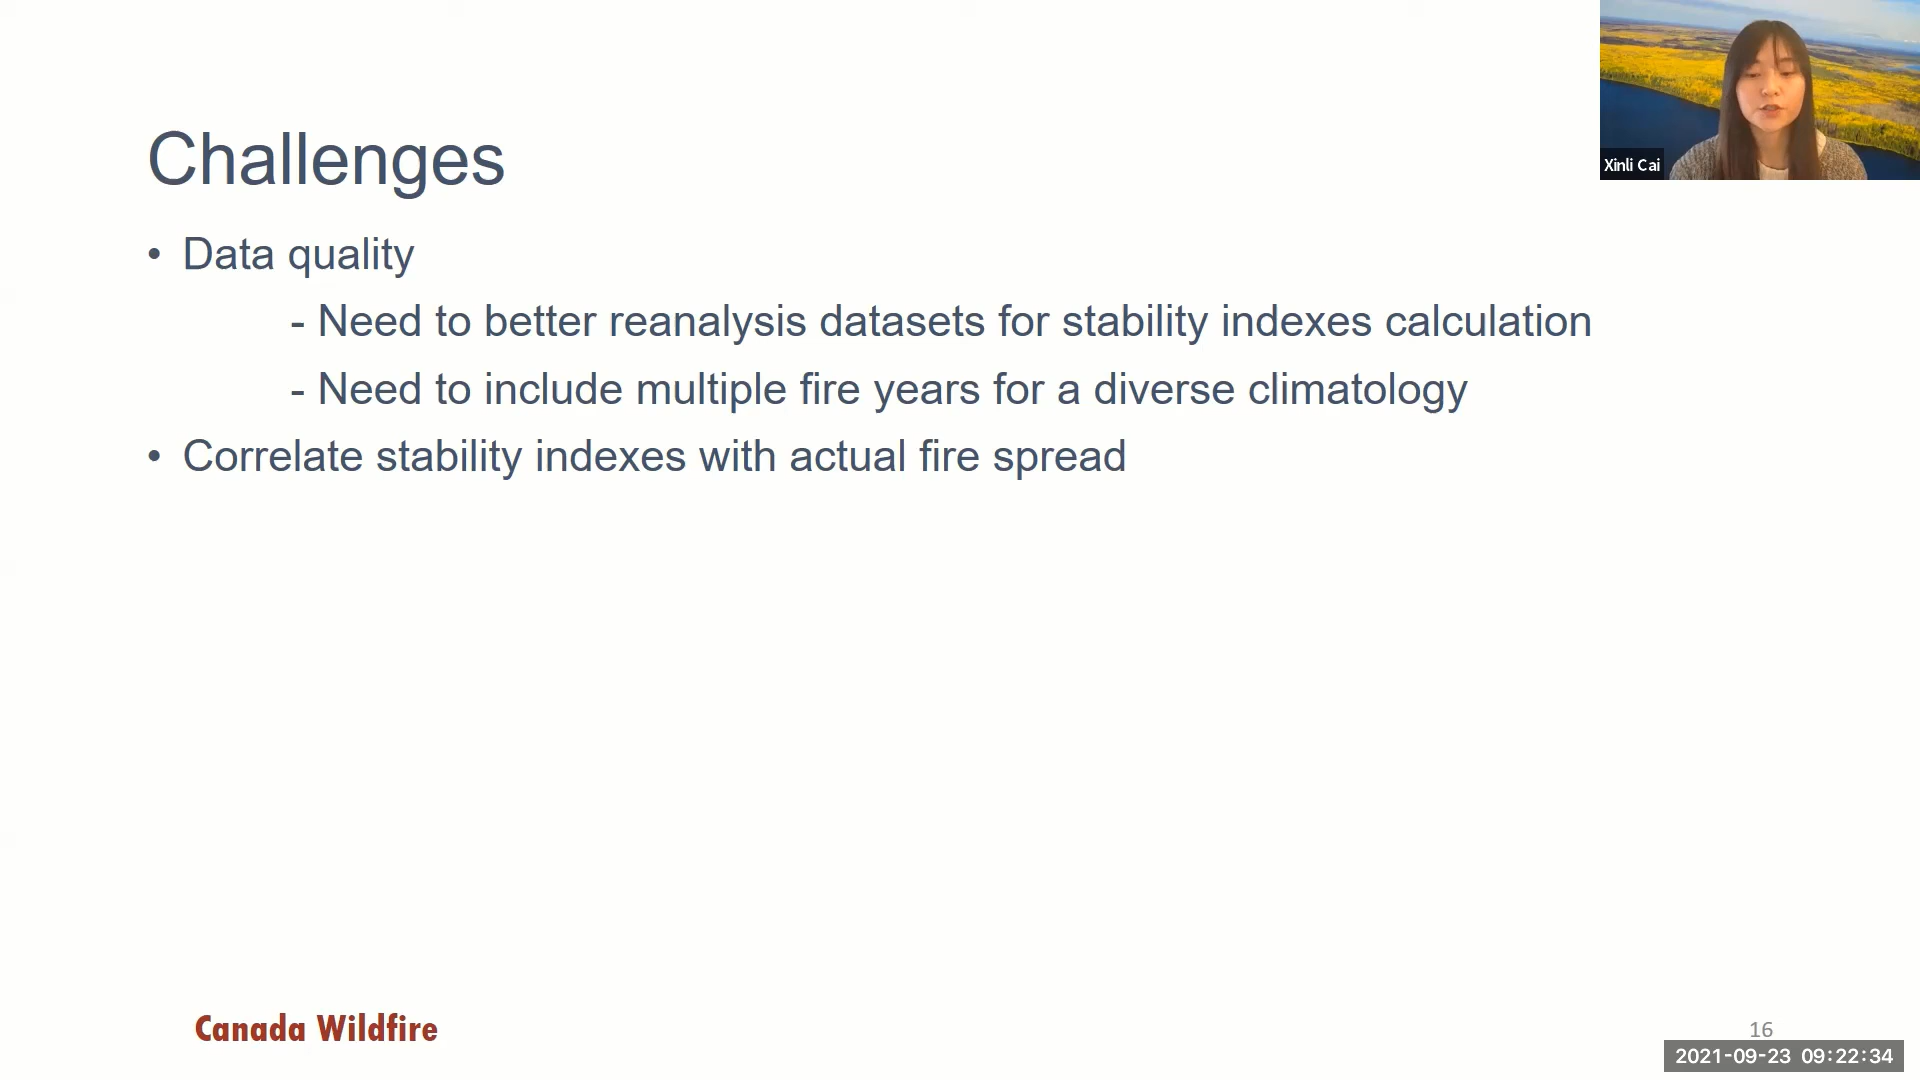 Challenges
• Data quality
- Need to better reanalysis datasets for stability indexes calculation
- Need to include multiple fire years for a diverse climatology
• Correlate stability indexes with actual fire spread
Xinli Cai
Canada Wildfire
16
2021-09-23 09:22:34